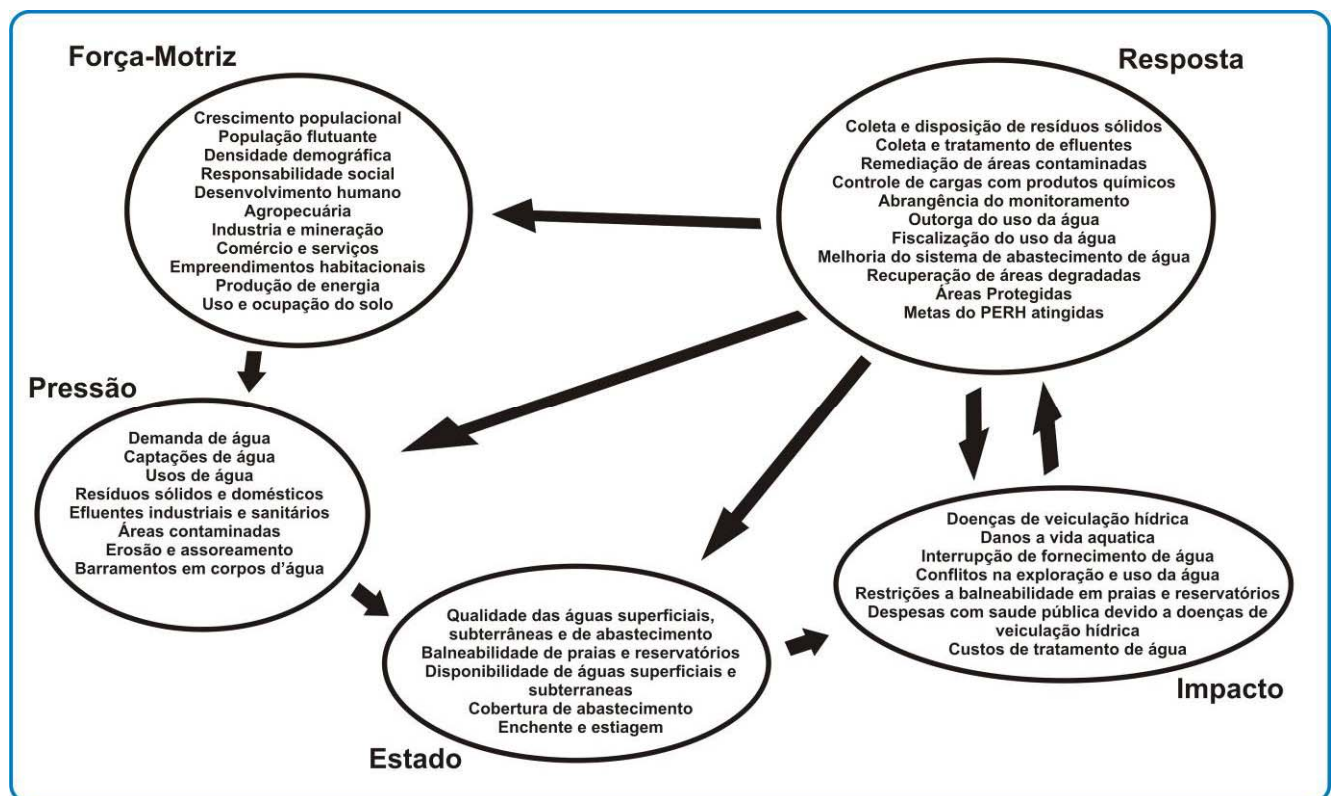 Força-Motriz
Crescimento populacional
População flutuante
Densidade demográfica
Responsabilidade social
Desenvolvimento humano
Agropecuária
Industria e mineração
Comércio e serviços
Empreendimentos habitacionais
Produção de energia
Uso e ocupação do solo
Resposta
Coleta e disposição de resíduos sólidos
Coleta e tratamento de efluentes
Remediação de áreas contaminadas
Controle de cargas com produtos químicos
Abrangência do monitoramento
Outorga do uso da água
Fiscalização do uso da água
Melhoria do sistema de abastecimento de água
Recuperação de áreas degradadas
Áreas Protegidas
Metas do PERH atingidas
Pressão
Demanda de água
Captações de água
Usos de água
Resíduos sólidos e domésticos
Efluentes industriais e sanitários
Áreas contaminadas
Erosão e assoreamento
Barramentos em corpos d'água
Qualidade das águas superficiais,
subterrâneas e de abastecimento
Balneabilidade de praias e reservatórios
Disponibilidade de águas superficiais e
subterraneas
Cobertura de abastecimento
Enchente e estiagem
Estado
Doenças de veiculação hídrica
Danos a vida aquatica
Interrupção de fornecimento de água
Conflitos na exploração e uso da água
Restrições a balneabilidade em praias e reservatórios
Despesas com saude pública devido a doenças de
veiculação hídrica
Custos de tratamento de água
Impacto